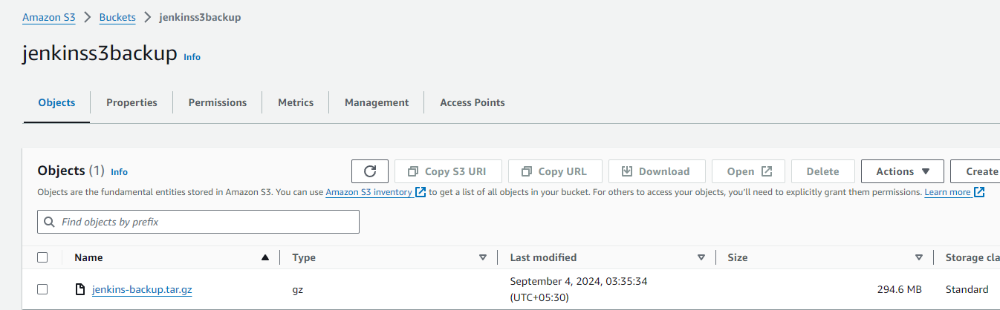 Amazon S3 > Buckets > jenkinss3backup
jenkinss3backup Info
Objects Properties Permissions Metrics Management Access Points
Objects (1) Info Copy S3 URI Copy URL Download Open Delete Actions Create
Objects are the fundamental entities stored in Amazon S3. You can use Amazon S3 inventory to get a list of all objects in your bucket. For others to access your objects, you'll need to explicitly grant them permissions. Learn more
Find objects by prefix
Name Type Last modified Size Storage cla
jenkins-backup.tar.gz gz September 4, 2024, 03:35:34 294.6 MB Standard
(UTC+05:30)